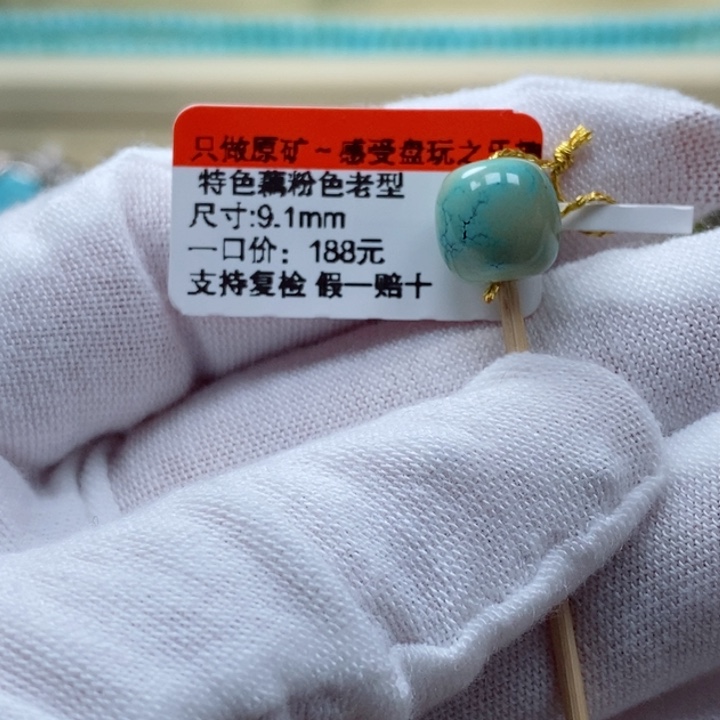 只做原矿~感受盘玩之乐
特色藕粉色老型
尺寸:9.1mm
一口价：188元
支持复检 假一赔十